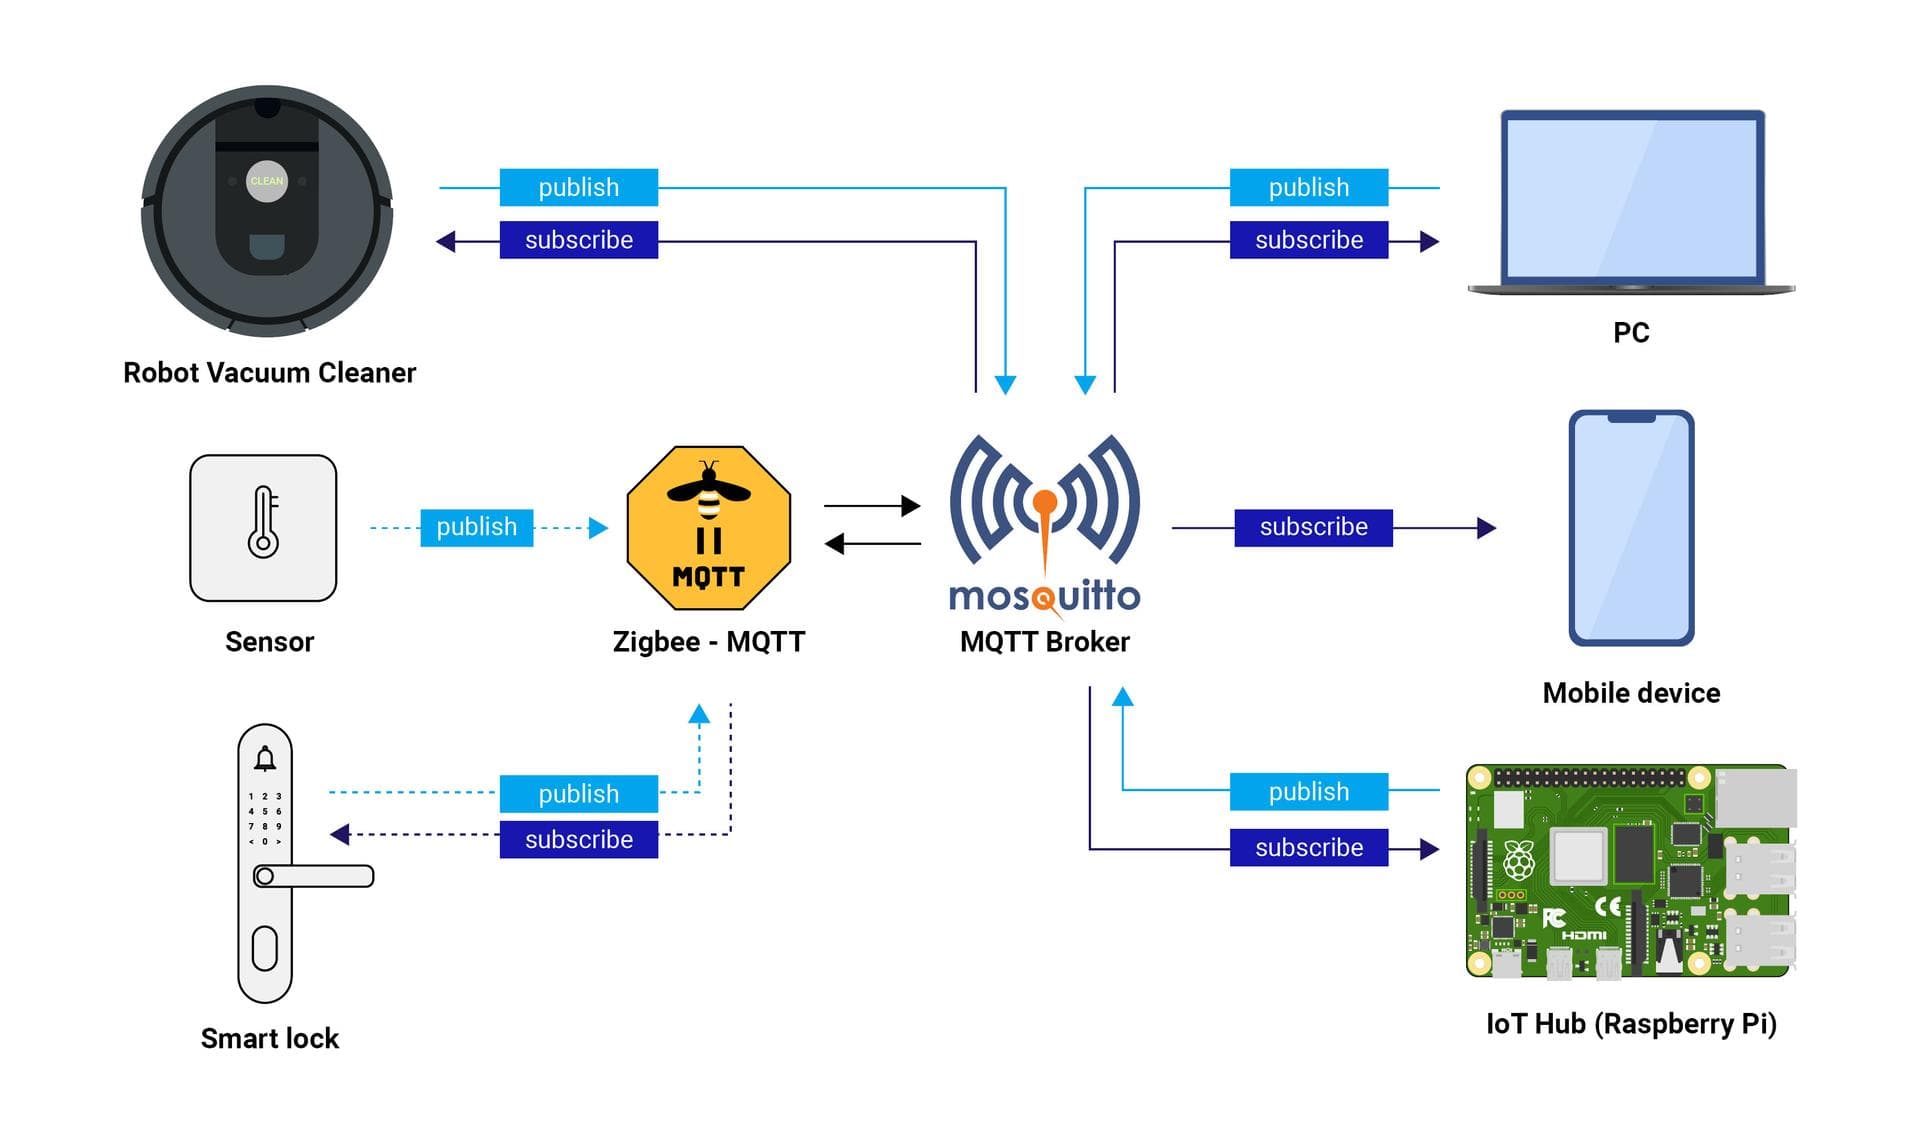 CLEAN
publish
subscribe
Robot Vacuum Cleaner
publish
subscribe
PC
Sensor
publish
MQTT
Zigbee - MQTT
mosquitto
MQTT Broker
subscribe
Mobile device
1 2 3
4 5 6
7 8 9
< 0 >
publish
subscribe
Smart lock
publish
subscribe
FC
CE
HDMI
IoT Hub (Raspberry Pi)